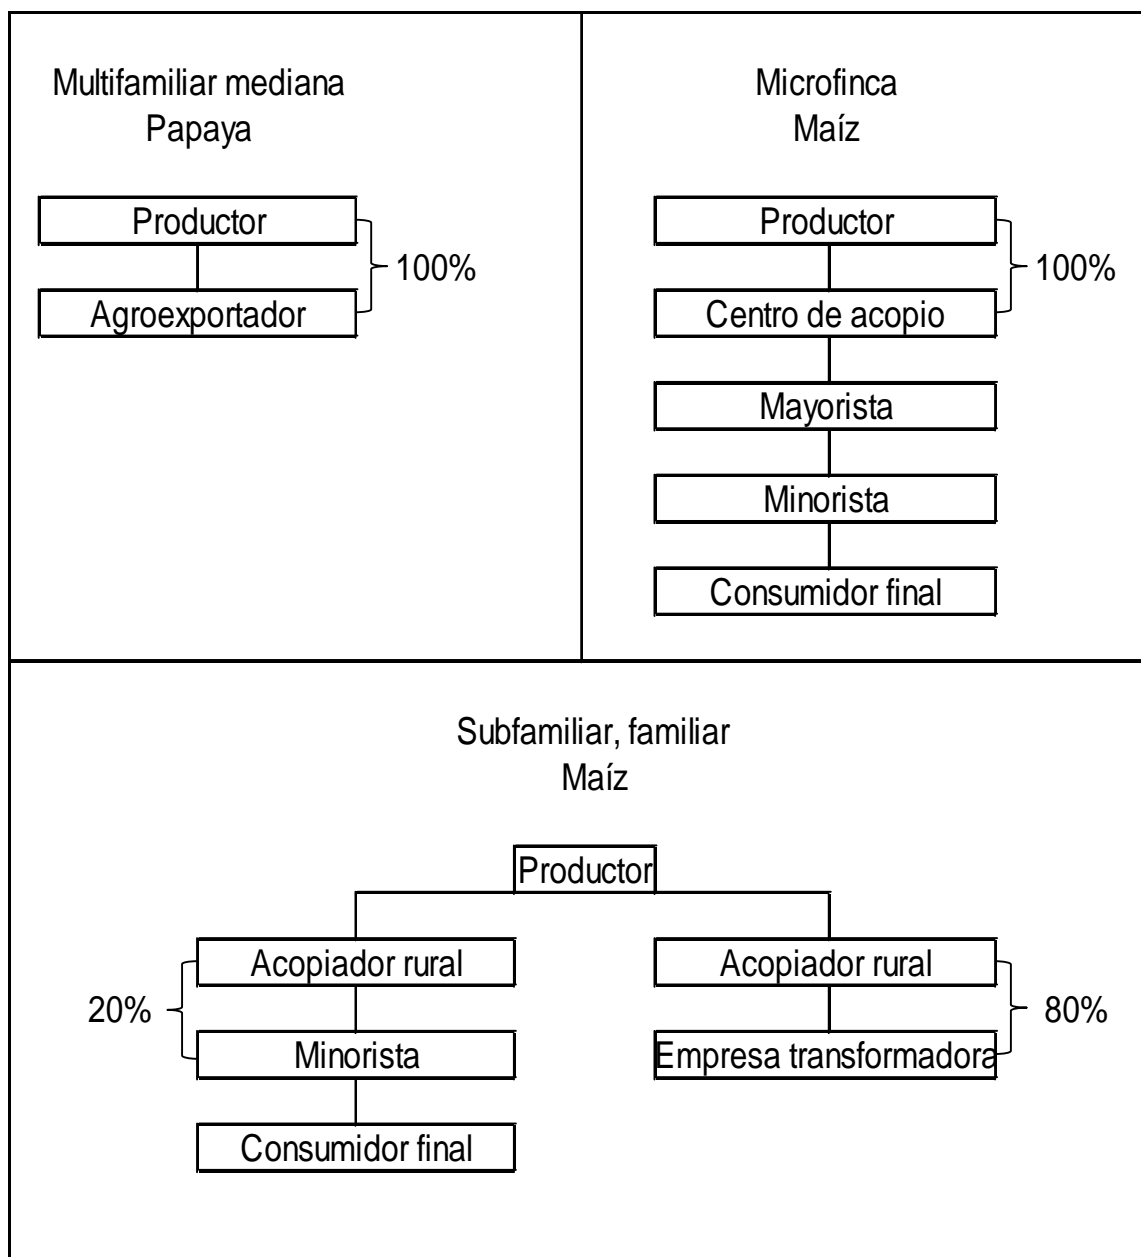 Multifamiliar mediana
Papaya
Productor
100%
Agroexportador
Microfinca
Maíz
Productor
100%
Centro de acopio
Mayorista
Minorista
Consumidor final
Subfamiliar, familiar
Maíz
Productor
Acopiador rural
20%
Minorista
Consumidor final
Acopiador rural
80%
Empresa transformadora